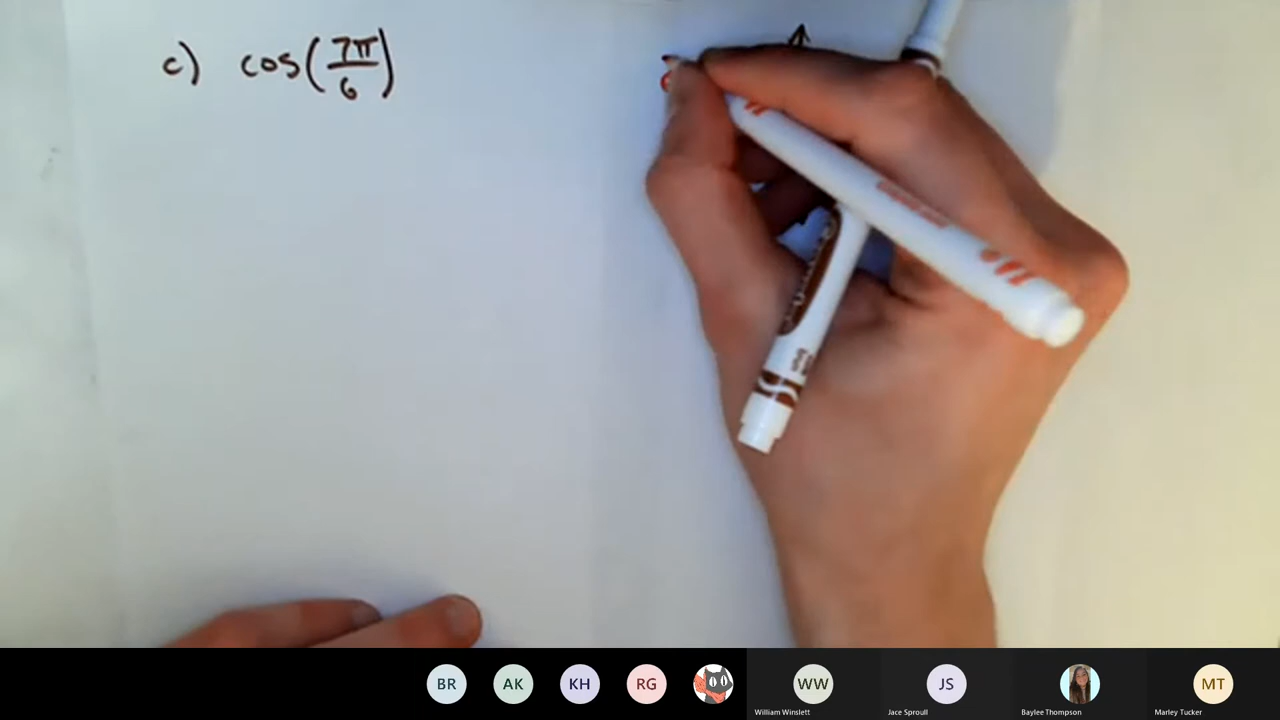 c) cos(7π/6)
BR
AK
KH
RG
WW
JS
MT
William Winslett
Jace Sproull
Baylee Thompson
Marley Tucker